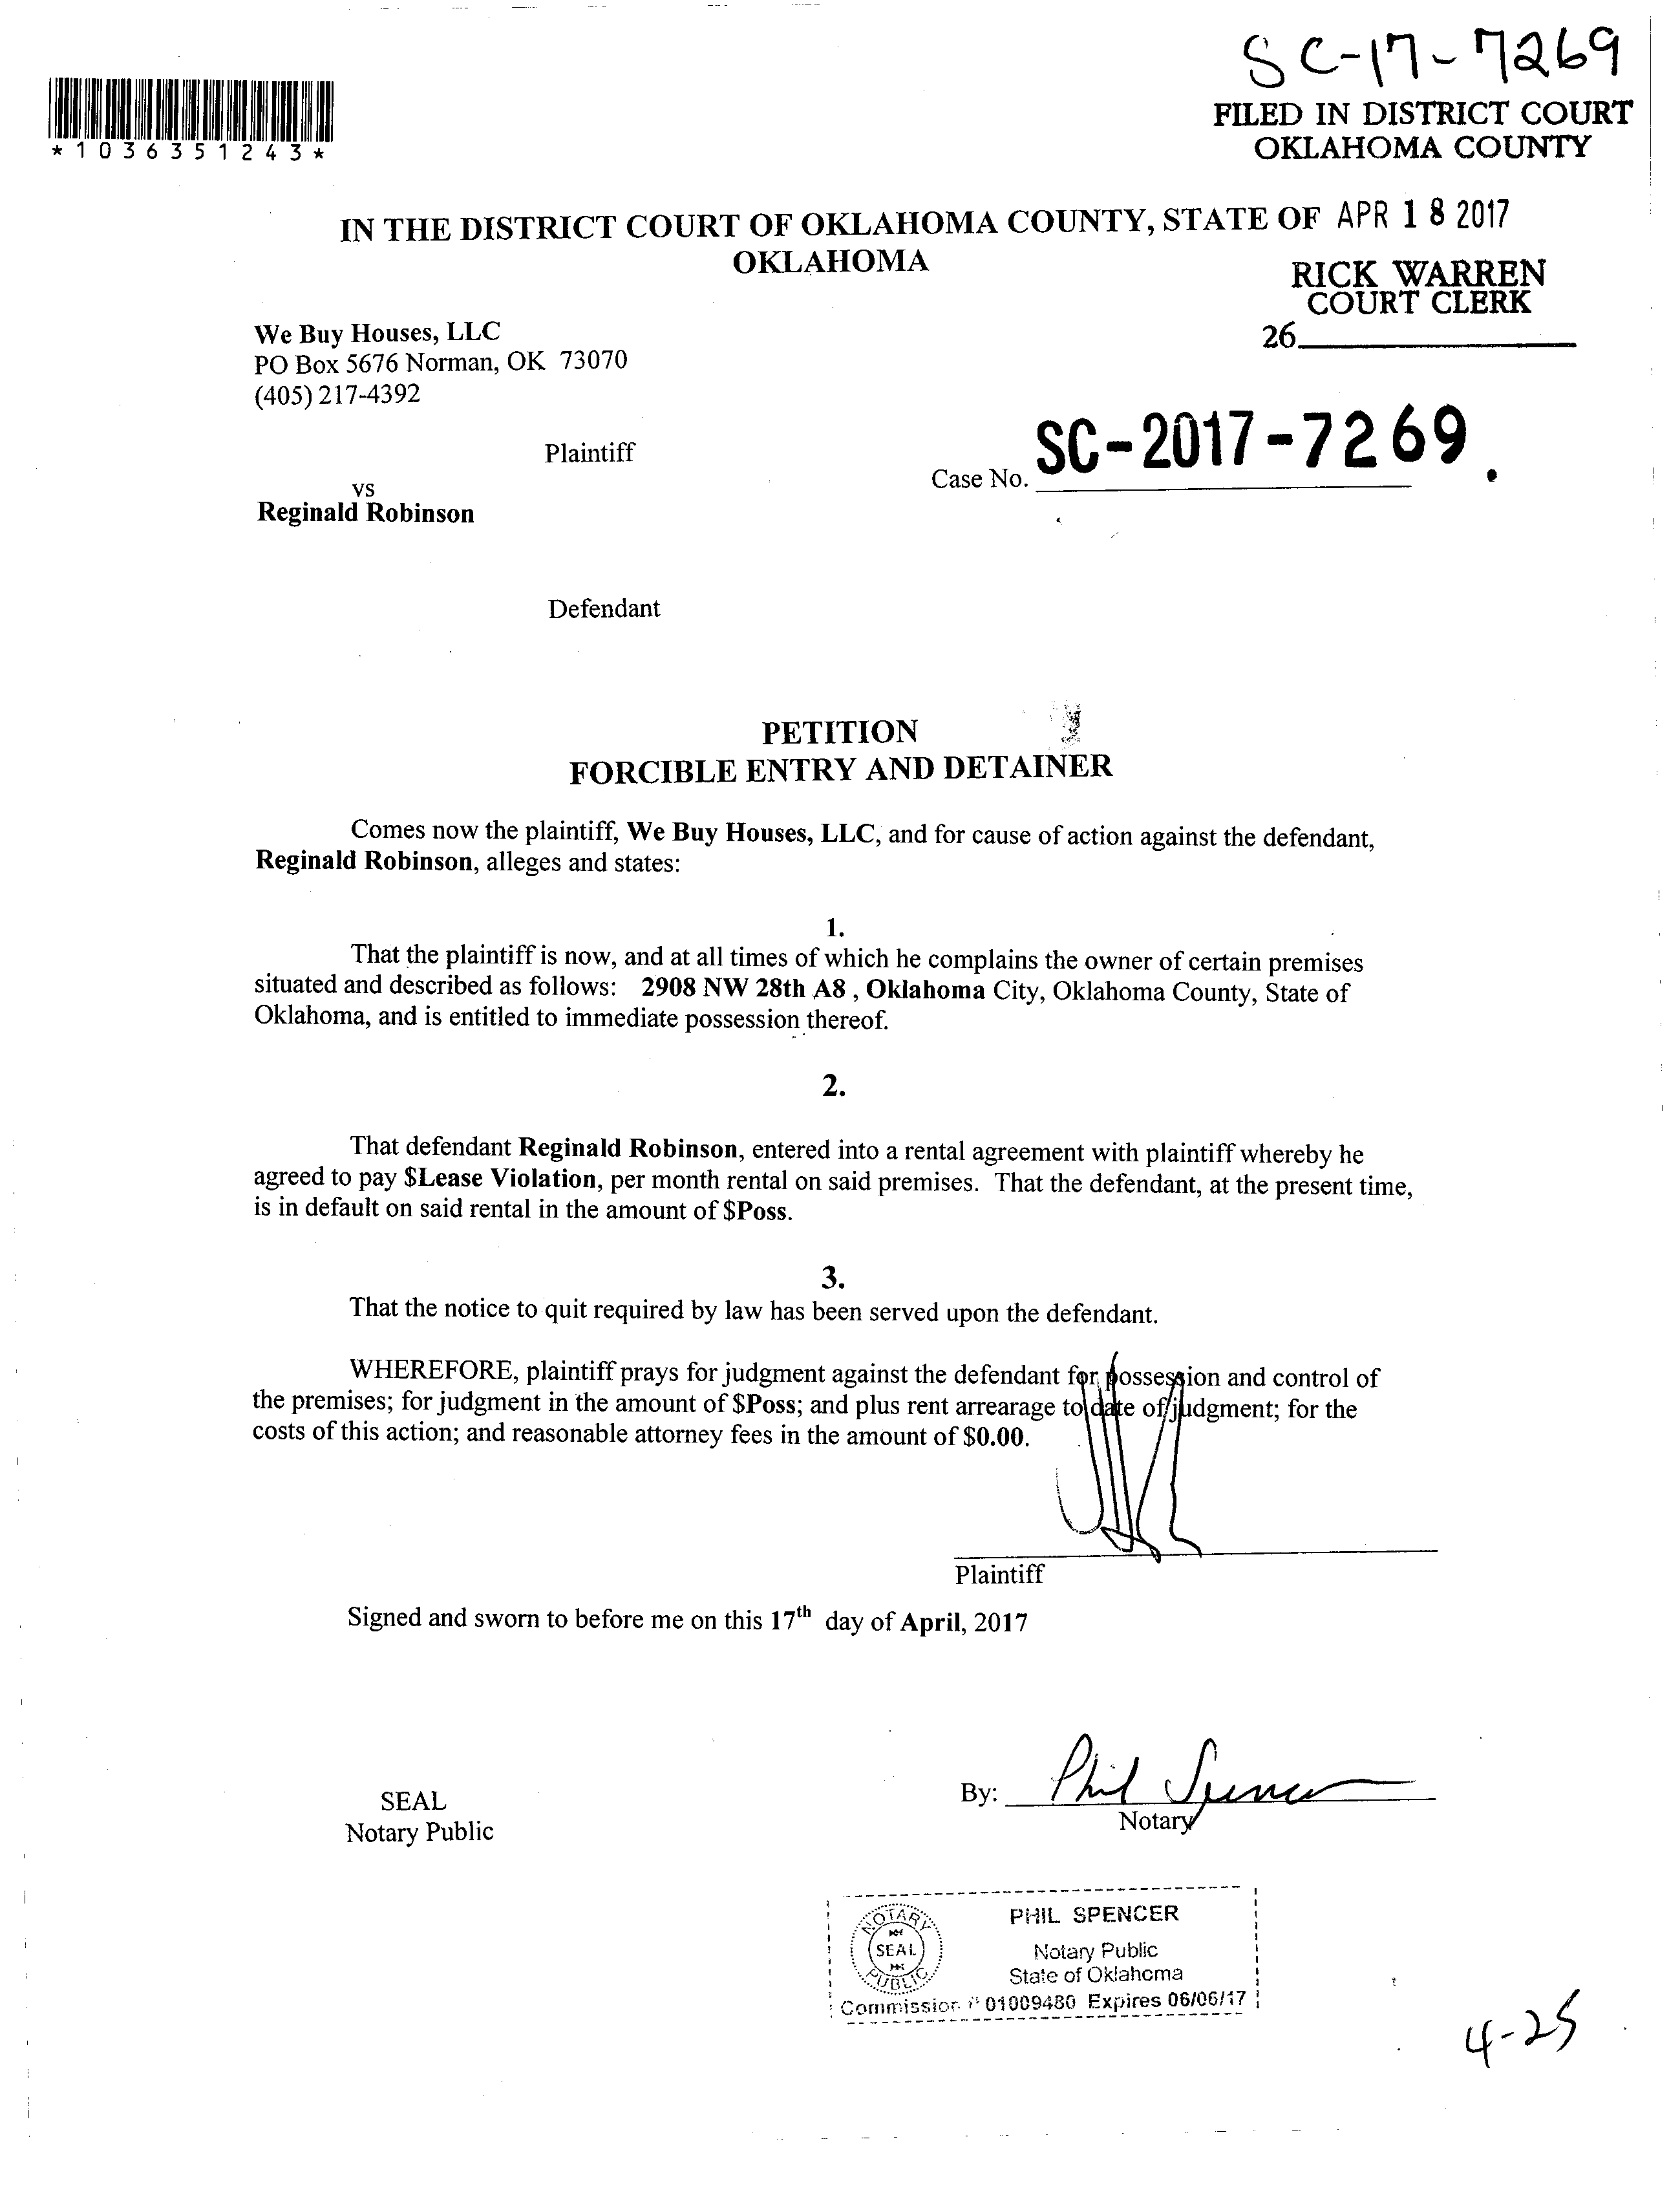 SC-17-7269
FILED IN DISTRICT COURT
OKLAHOMA COUNTY
*1036351243*
IN THE DISTRICT COURT OF OKLAHOMA COUNTY, STATE OF APR 18 2017
OKLAHOMA
RICK WARREN
COURT CLERK
26
We Buy Houses, LLC
PO Box 5676 Norman, OK 73070
(405) 217-4392
Plaintiff
Case No. SC-2017-7269.
vs
Reginald Robinson
Defendant
PETITION
FORCIBLE ENTRY AND DETAINER
Comes now the plaintiff, We Buy Houses, LLC, and for cause of action against the defendant,
Reginald Robinson, alleges and states:
1.
That the plaintiff is now, and at all times of which he complains the owner of certain premises
situated and described as follows: 2908 NW 28th A8 , Oklahoma City, Oklahoma County, State of
Oklahoma, and is entitled to immediate possession thereof.
2.
That defendant Reginald Robinson, entered into a rental agreement with plaintiff whereby he
agreed to pay $Lease Violation, per month rental on said premises. That the defendant, at the present time,
is in default on said rental in the amount of $Poss.
3.
That the notice to quit required by law has been served upon the defendant.
WHEREFORE, plaintiff prays for judgment against the defendant for possession and control of
the premises; for judgment in the amount of $Poss; and plus rent arrearage to date of judgment; for the
costs of this action; and reasonable attorney fees in the amount of $0.00.
Plaintiff
Signed and sworn to before me on this 17th day of April, 2017
By: Phil Spencer
Notary
SEAL
Notary Public
NOTARY
SEAL
PUBLIC
PHIL SPENCER
Notary Public
State of Oklahoma
Commission # 01009480 Expires 06/06/17
4-25